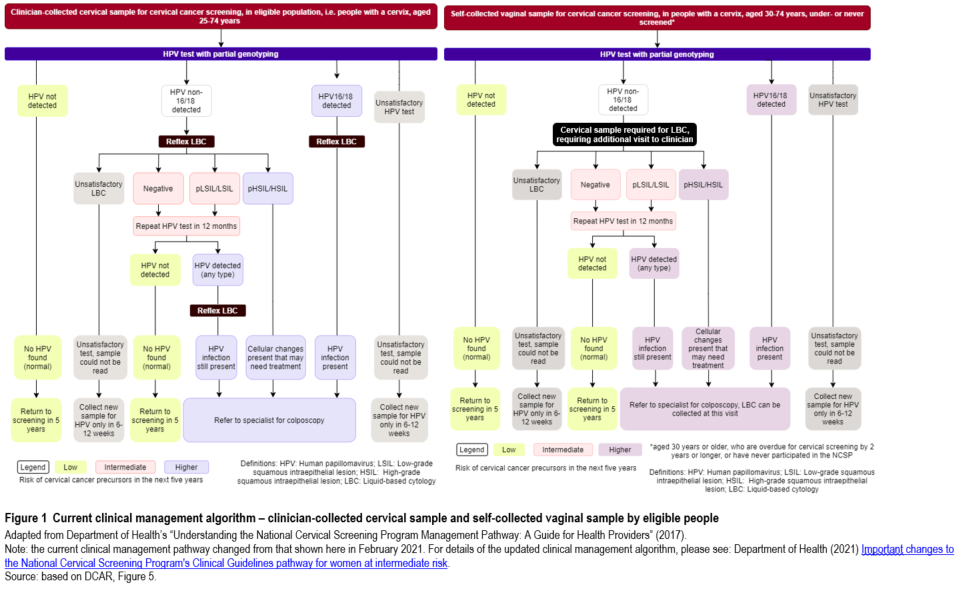 Clinician-collected cervical sample for cervical cancer screening, in eligible population, i.e. people with a cervix, aged
25-74 years
HPV test with partial genotyping
HPV not
detected
HPV non-
16/18
detected
HPV16/18
detected
Unsatisfactory
HPV test
Reflex LBC
Reflex LBC
Unsatisfactory
LBC
Negative
pLSIL/LSIL
pHSIL/HSIL
Repeat HPV test in 12 months
HPV not
detected
HPV detected
(any type)
Reflex LBC
No HPV
found
(normal)
Unsatisfactory
test, sample
could not be
read
No HPV
found
(normal)
HPV
infection
still present
Cellular changes
present that may
need treatment
HPV
infection
present
Unsatisfactory
test, sample
could not be
read
Return to
screening in 5
years
Collect new
sample for
HPV only in 6-
12 weeks
Return to
screening in 5
years
Refer to specialist for colposcopy
Collect new
sample for HPV
only in 6-12
weeks
Legend
Low
Intermediate
Higher
Risk of cervical cancer precursors in the next five years
Definitions: HPV: Human papillomavirus; LSIL: Low-grade
squamous intraepithelial lesion; HSIL: High-grade
squamous intraepithelial lesion; LBC: Liquid-based cytology
Self-collected vaginal sample for cervical cancer screening, in people with a cervix, aged 30-74 years, under- or never
screened*
HPV test with partial genotyping
HPV not
detected
HPV non-
16/18
detected
HPV16/18
detected
Unsatisfactory
HPV test
Cervical sample required for LBC,
requiring additional visit to clinician
Unsatisfactory
LBC
Negative
pLSIL/LSIL
pHSIL/HSIL
Repeat HPV test in 12 months
HPV not
detected
HPV detected
(any type)
No HPV
found
(normal)
Unsatisfactory
test, sample
could not be
read
No HPV
found
(normal)
HPV
infection
still present
Cellular
changes
present that
may need
treatment
HPV
infection
present
Unsatisfactory
test, sample
could not be
read
Return to
screening in 5
years
Collect new
sample for
HPV only in 6-
12 weeks
Return to
screening in 5
years
Refer to specialist for colposcopy, LBC can be
collected at this visit
Collect new
sample for HPV
only in 6-12
weeks
Legend
Low
Intermediate
Higher
Risk of cervical cancer precursors in the next five years
*aged 30 years or older, who are overdue for cervical screening by 2
years or longer, or have never participated in the NCSP
Definitions: HPV: Human papillomavirus; LSIL: Low-grade squamous
intraepithelial lesion; HSIL: High-grade squamous intraepithelial
lesion; LBC: Liquid-based cytology
Figure 1 Current clinical management algorithm – clinician-collected cervical sample and self-collected vaginal sample by eligible people
Adapted from Department of Health's "Understanding the National Cervical Screening Program Management Pathway: A Guide for Health Providers" (2017).
Note: the current clinical management pathway changed from that shown here in February 2021. For details of the updated clinical management algorithm, please see: Department of Health (2021) Important changes to
the National Cervical Screening Program's Clinical Guidelines pathway for women at intermediate risk.
Source: based on DCAR, Figure 5.